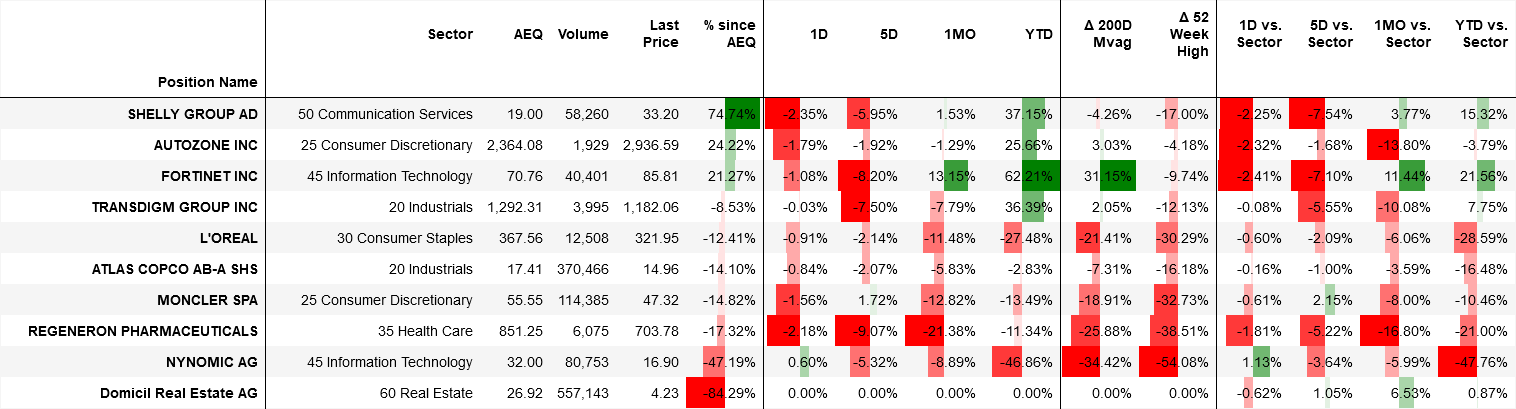 Position Name Sector AEQ Volume Last Price % since AEQ 1D 5D 1MO YTD Δ 200D Mvag Δ 52 Week High 1D vs. Sector 5D vs. Sector 1MO vs. Sector YTD vs. Sector
SHELLY GROUP AD 50 Communication Services 19.00 58,260 33.20 74.74% -2.35% -5.95% 1.53% 37.15% -4.26% -17.00% -2.25% -7.54% 3.77% 15.32%
AUTOZONE INC 25 Consumer Discretionary 2,364.08 1,929 2,936.59 24.22% -1.79% -1.92% -1.29% 25.66% 3.03% -4.18% -2.32% -1.68% -13.80% -3.79%
FORTINET INC 45 Information Technology 70.76 40,401 85.81 21.27% -1.08% -8.20% 13.15% 62.21% 31.15% -9.74% -2.41% -7.10% 11.44% 21.56%
TRANSDIGM GROUP INC 20 Industrials 1,292.31 3,995 1,182.06 -8.53% -0.03% -7.50% -7.79% 36.39% 2.05% -12.13% -0.08% -5.55% -10.08% 7.75%
L'OREAL 30 Consumer Staples 367.56 12,508 321.95 -12.41% -0.91% -2.14% -11.48% -27.48% -21.41% -30.29% -0.60% -2.09% -6.06% -28.59%
ATLAS COPCO AB-A SHS 20 Industrials 17.41 370,466 14.96 -14.10% -0.84% -2.07% -5.83% -2.83% -7.31% -16.18% -0.16% -1.00% -3.59% -16.48%
MONCLER SPA 25 Consumer Discretionary 55.55 114,385 47.32 -14.82% -1.56% 1.72% -12.82% -13.49% -18.91% -32.73% -0.61% 2.15% -8.00% -10.46%
REGENERON PHARMACEUTICALS 35 Health Care 851.25 6,075 703.78 -17.32% -2.18% -9.07% -21.38% -11.34% -25.88% -38.51% -1.81% -5.22% -16.80% -21.00%
NYNOMIC AG 45 Information Technology 32.00 80,753 16.90 -47.19% 0.60% -5.32% -8.89% -46.86% -34.42% -54.08% 1.13% -3.64% -5.99% -47.76%
Domicil Real Estate AG 60 Real Estate 26.92 557,143 4.23 -84.29% 0.00% 0.00% 0.00% 0.00% 0.00% 0.00% -0.62% 1.05% 6.53% 0.87%